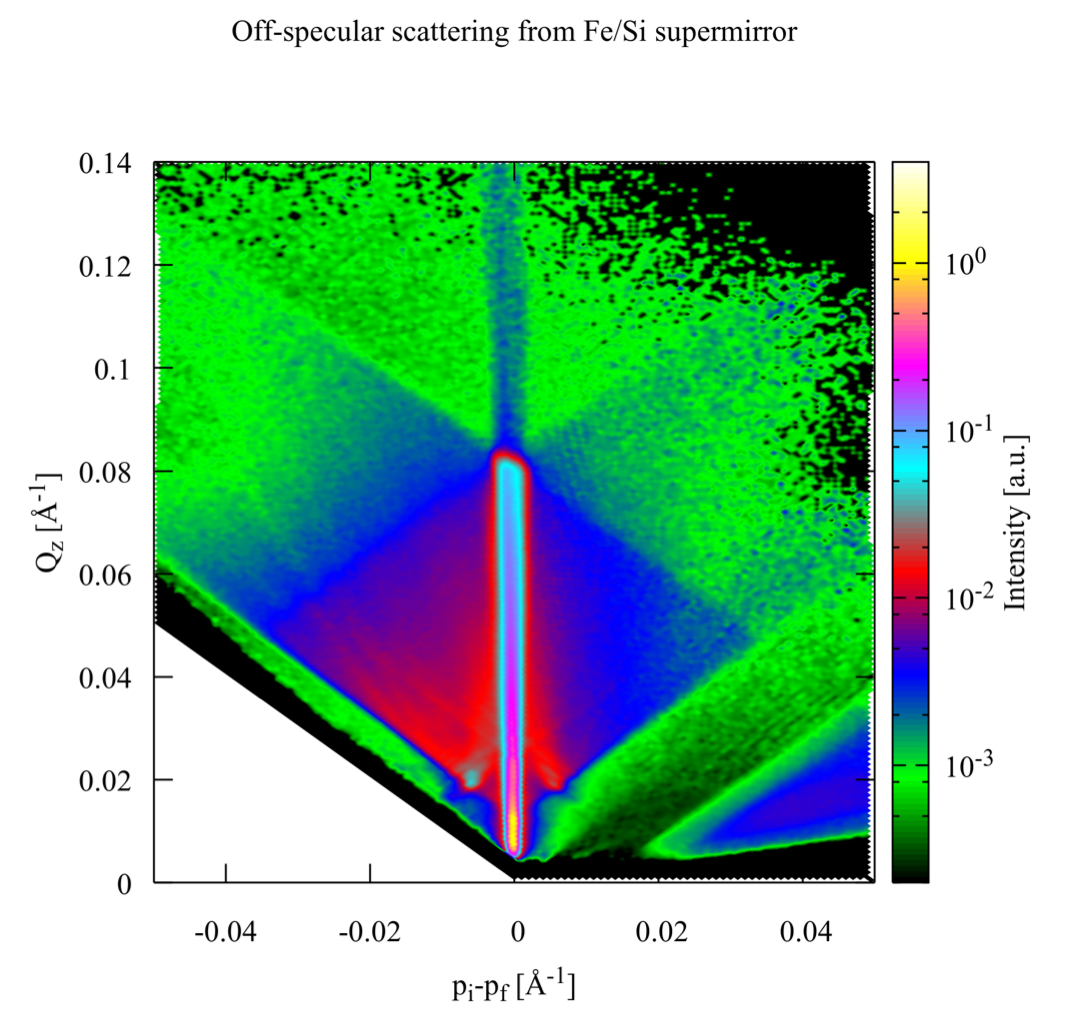 Off-specular scattering from Fe/Si supermirror
0.14
0.12
0.1
0.08
0.06
0.04
0.02
0
Qz [Å-1]
-0.04 -0.02 0 0.02 0.04
pi-pf [Å-1]
10^0
10^-1
10^-2
10^-3
Intensity [a.u.]